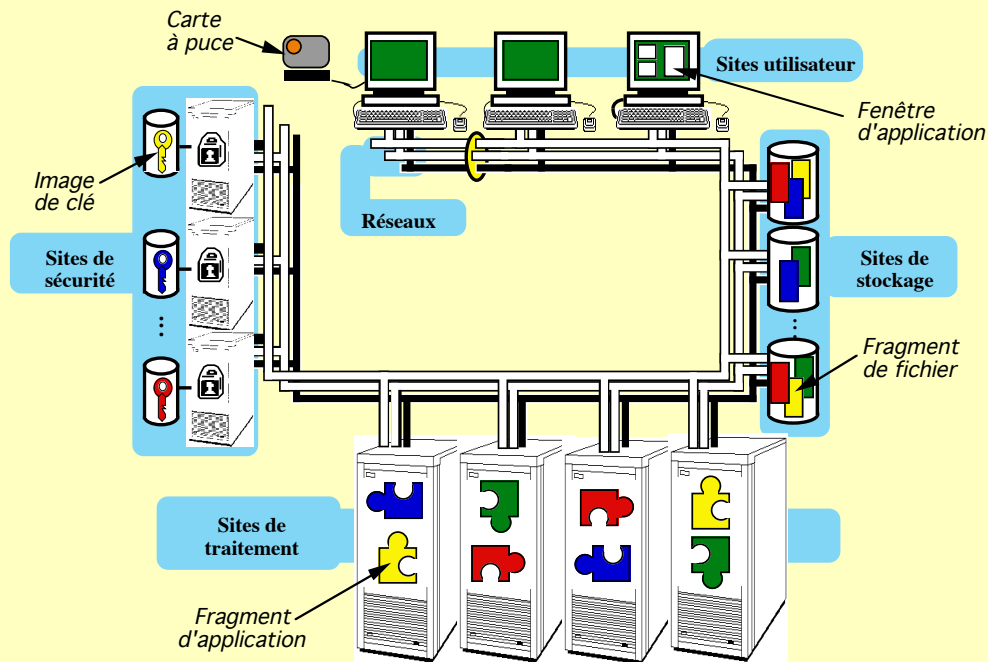 Carte
à puce
Sites utilisateur
Fenêtre
d'application
Image
de clé
Réseaux
Sites de
sécurité
Sites de
stockage
Fragment
de fichier
Sites de
traitement
Fragment
d'application